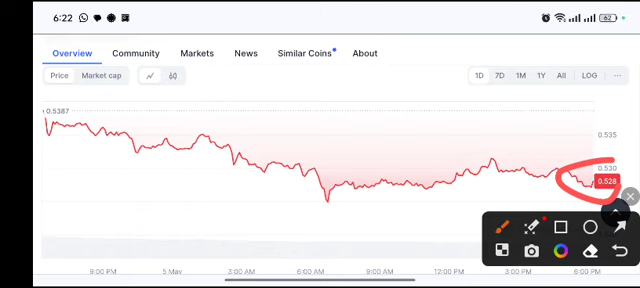 6:22
62
Overview Community Markets News Similar Coins About
Price Market cap 1D 7D 1M 1Y All LOG ...
0.5387
0.535
0.530
0.528
9:00 PM 5 May 3:00 AM 6:00 AM 9:00 AM 12:00 PM 3:00 PM 6:00 PM